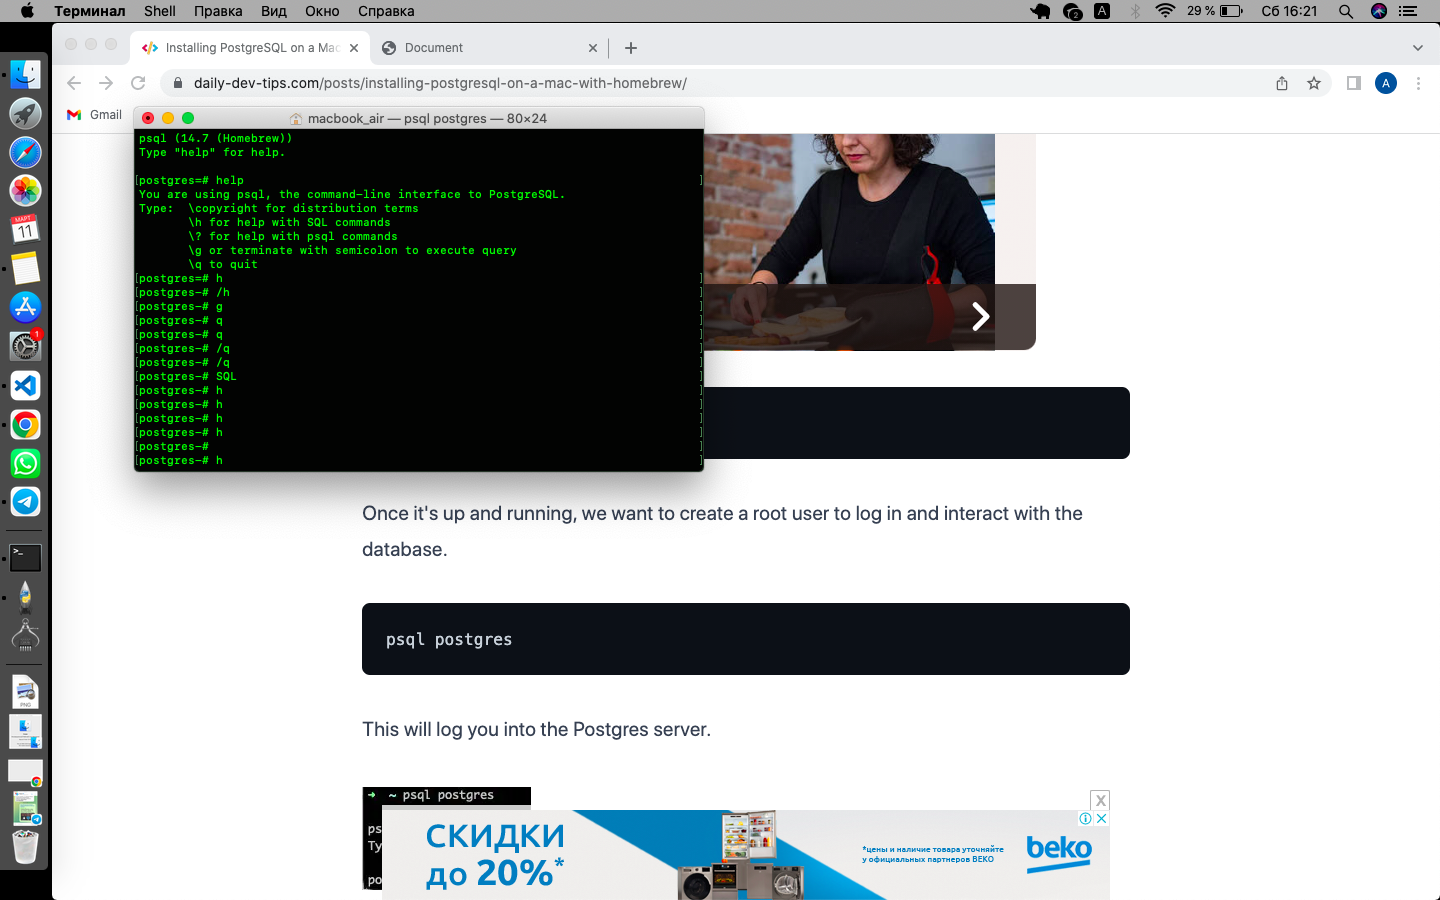 Терминал Shell Правка Вид Окно Справка 2 A 29 % Сб 16:21
Installing PostgreSQL on a Mac Document
daily-dev-tips.com/posts/installing-postgresql-on-a-mac-with-homebrew/ A
Gmail
macbook_air — psql postgres — 80×24
psql (14.7 (Homebrew))
Type "help" for help.
[postgres=# help ]
You are using psql, the command-line interface to PostgreSQL.
Type: \copyright for distribution terms
\h for help with SQL commands
\? for help with psql commands
\g or terminate with semicolon to execute query
\q to quit
[postgres=# h ]
[postgres-# /h ]
[postgres-# g ]
[postgres-# q ]
[postgres-# q ]
[postgres-# /q ]
[postgres-# /q ]
[postgres-# SQL ]
[postgres-# h ]
[postgres-# h ]
[postgres-# h ]
[postgres-# h ]
[postgres-# ]
[postgres-# h ]
МАРТ
11
1
>_
PNG
Once it's up and running, we want to create a root user to log in and interact with the
database.
psql postgres
This will log you into the Postgres server.
➜ ~ psql postgres
ps
Ty
po
СКИДКИ
до 20%*
*цены и наличие товара уточняйте
у официальных партнеров BEKO
beko
X